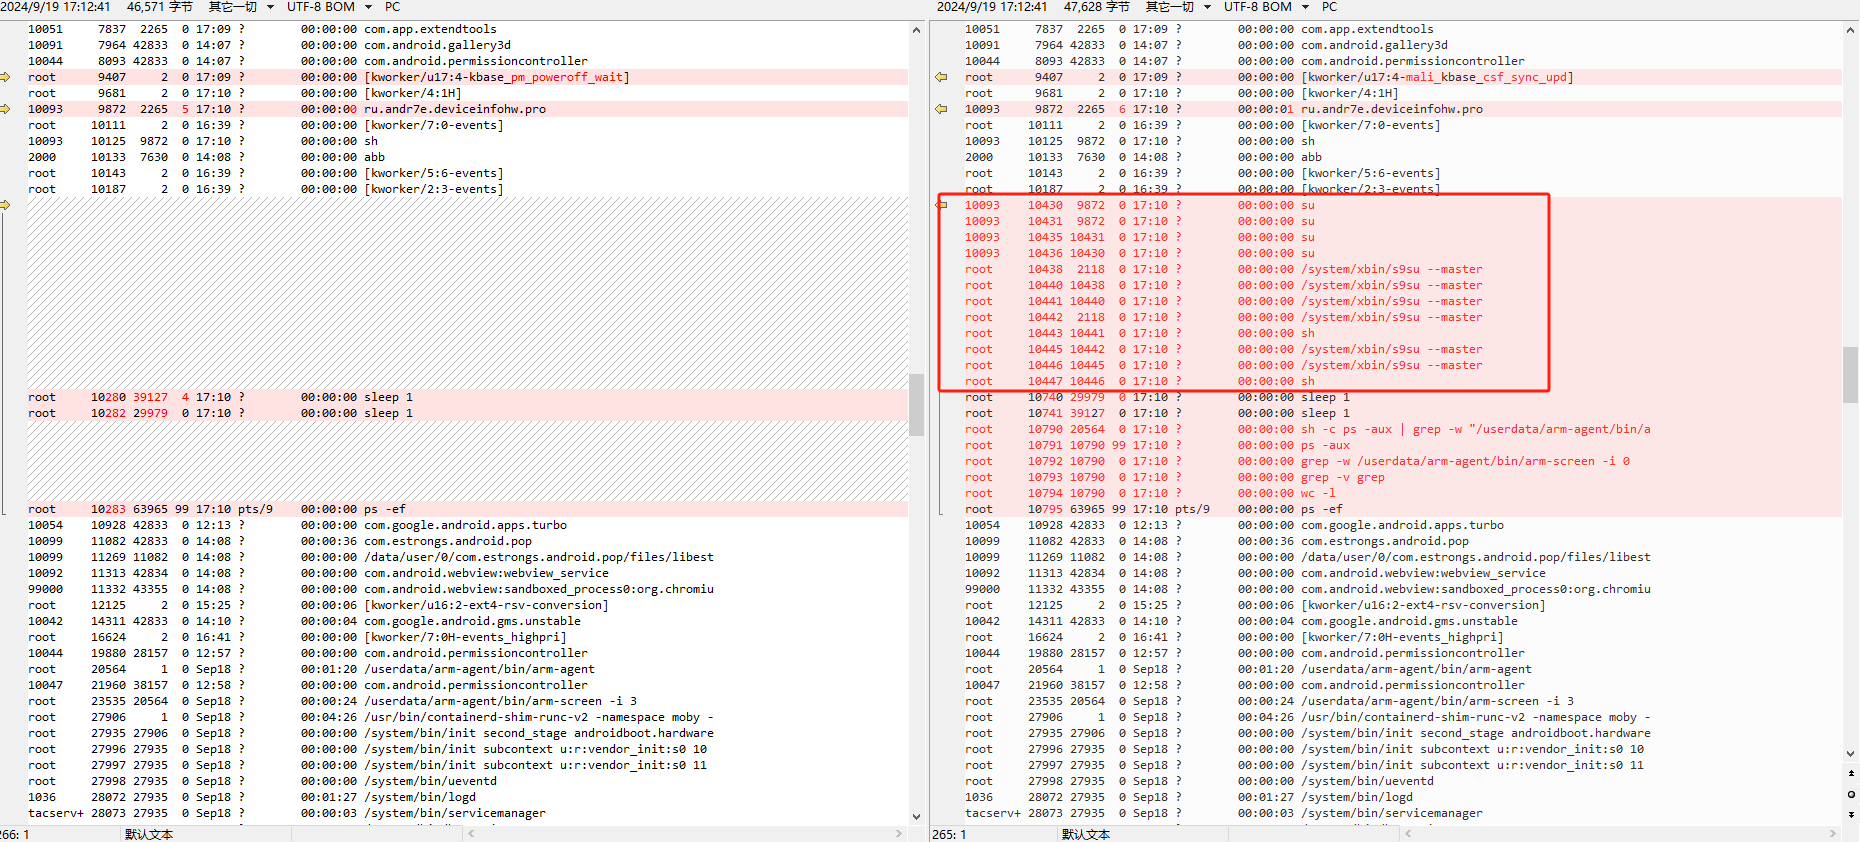 2024/9/19 17:12:41 46,571 字节 其它一切 UTF-8 BOM PC
10051 7837 2265 0 17:09 ? 00:00:00 com.app.extendtools
10091 7964 42833 0 14:07 ? 00:00:00 com.android.gallery3d
10044 8093 42833 0 14:07 ? 00:00:00 com.android.permissioncontroller
root 9407 2 0 17:09 ? 00:00:00 [kworker/u17:4-kbase_pm_poweroff_wait]
root 9681 2 0 17:10 ? 00:00:00 [kworker/4:1H]
10093 9872 2265 5 17:10 ? 00:00:00 ru.andr7e.deviceinfohw.pro
root 10111 2 0 16:39 ? 00:00:00 [kworker/7:0-events]
10093 10125 9872 0 17:10 ? 00:00:00 sh
2000 10133 7630 0 14:08 ? 00:00:00 abb
root 10143 2 0 16:39 ? 00:00:00 [kworker/5:6-events]
root 10187 2 0 16:39 ? 00:00:00 [kworker/2:3-events]
root 10280 39127 4 17:10 ? 00:00:00 sleep 1
root 10282 29979 0 17:10 ? 00:00:00 sleep 1
root 10283 63965 99 17:10 pts/9 00:00:00 ps -ef
10054 10928 42833 0 12:13 ? 00:00:00 com.google.android.apps.turbo
10099 11082 42833 0 14:08 ? 00:00:36 com.estrongs.android.pop
10099 11269 11082 0 14:08 ? 00:00:00 /data/user/0/com.estrongs.android.pop/files/libest
10092 11313 42834 0 14:08 ? 00:00:00 com.android.webview:webview_service
99000 11332 43355 0 14:08 ? 00:00:00 com.android.webview:sandboxed_process0:org.chromiu
root 12125 2 0 15:25 ? 00:00:06 [kworker/u16:2-ext4-rsv-conversion]
10042 14311 42833 0 14:10 ? 00:00:04 com.google.android.gms.unstable
root 16624 2 0 16:41 ? 00:00:00 [kworker/7:0H-events_highpri]
10044 19880 28157 0 12:57 ? 00:00:00 com.android.permissioncontroller
root 20564 1 0 Sep18 ? 00:01:20 /userdata/arm-agent/bin/arm-agent
10047 21960 38157 0 12:58 ? 00:00:00 com.android.permissioncontroller
root 23535 20564 0 Sep18 ? 00:00:24 /userdata/arm-agent/bin/arm-screen -i 3
root 27906 1 0 Sep18 ? 00:04:26 /usr/bin/containerd-shim-runc-v2 -namespace moby -
root 27935 27906 0 Sep18 ? 00:00:00 /system/bin/init second_stage androidboot.hardware
root 27996 27935 0 Sep18 ? 00:00:00 /system/bin/init subcontext u:r:vendor_init:s0 10
root 27997 27935 0 Sep18 ? 00:00:00 /system/bin/init subcontext u:r:vendor_init:s0 11
root 27998 27935 0 Sep18 ? 00:00:00 /system/bin/ueventd
1036 28072 27935 0 Sep18 ? 00:01:27 /system/bin/logd
tacserv+ 28073 27935 0 Sep18 ? 00:00:03 /system/bin/servicemanager
266: 1 默认文本
2024/9/19 17:12:41 47,628 字节 其它一切 UTF-8 BOM PC
10051 7837 2265 0 17:09 ? 00:00:00 com.app.extendtools
10091 7964 42833 0 14:07 ? 00:00:00 com.android.gallery3d
10044 8093 42833 0 14:07 ? 00:00:00 com.android.permissioncontroller
root 9407 2 0 17:09 ? 00:00:00 [kworker/u17:4-mali_kbase_csf_sync_upd]
root 9681 2 0 17:10 ? 00:00:00 [kworker/4:1H]
10093 9872 2265 6 17:10 ? 00:00:01 ru.andr7e.deviceinfohw.pro
root 10111 2 0 16:39 ? 00:00:00 [kworker/7:0-events]
10093 10125 9872 0 17:10 ? 00:00:00 sh
2000 10133 7630 0 14:08 ? 00:00:00 abb
root 10143 2 0 16:39 ? 00:00:00 [kworker/5:6-events]
root 10187 2 0 16:39 ? 00:00:00 [kworker/2:3-events]
10093 10430 9872 0 17:10 ? 00:00:00 su
10093 10431 9872 0 17:10 ? 00:00:00 su
10093 10435 10431 0 17:10 ? 00:00:00 su
10093 10436 10430 0 17:10 ? 00:00:00 su
root 10438 2118 0 17:10 ? 00:00:00 /system/xbin/s9su --master
root 10440 10438 0 17:10 ? 00:00:00 /system/xbin/s9su --master
root 10441 10440 0 17:10 ? 00:00:00 /system/xbin/s9su --master
root 10442 2118 0 17:10 ? 00:00:00 /system/xbin/s9su --master
root 10443 10441 0 17:10 ? 00:00:00 sh
root 10445 10442 0 17:10 ? 00:00:00 /system/xbin/s9su --master
root 10446 10445 0 17:10 ? 00:00:00 /system/xbin/s9su --master
root 10447 10446 0 17:10 ? 00:00:00 sh
root 10740 29979 0 17:10 ? 00:00:00 sleep 1
root 10741 39127 0 17:10 ? 00:00:00 sleep 1
root 10790 20564 0 17:10 ? 00:00:00 sh -c ps -aux | grep -w "/userdata/arm-agent/bin/a
root 10791 10790 99 17:10 ? 00:00:00 ps -aux
root 10792 10790 0 17:10 ? 00:00:00 grep -w /userdata/arm-agent/bin/arm-screen -i 0
root 10793 10790 0 17:10 ? 00:00:00 grep -v grep
root 10794 10790 0 17:10 ? 00:00:00 wc -l
root 10795 63965 99 17:10 pts/9 00:00:00 ps -ef
10054 10928 42833 0 12:13 ? 00:00:00 com.google.android.apps.turbo
10099 11082 42833 0 14:08 ? 00:00:36 com.estrongs.android.pop
10099 11269 11082 0 14:08 ? 00:00:00 /data/user/0/com.estrongs.android.pop/files/libest
10092 11313 42834 0 14:08 ? 00:00:00 com.android.webview:webview_service
99000 11332 43355 0 14:08 ? 00:00:00 com.android.webview:sandboxed_process0:org.chromiu
root 12125 2 0 15:25 ? 00:00:06 [kworker/u16:2-ext4-rsv-conversion]
10042 14311 42833 0 14:10 ? 00:00:04 com.google.android.gms.unstable
root 16624 2 0 16:41 ? 00:00:00 [kworker/7:0H-events_highpri]
10044 19880 28157 0 12:57 ? 00:00:00 com.android.permissioncontroller
root 20564 1 0 Sep18 ? 00:01:20 /userdata/arm-agent/bin/arm-agent
10047 21960 38157 0 12:58 ? 00:00:00 com.android.permissioncontroller
root 23535 20564 0 Sep18 ? 00:00:24 /userdata/arm-agent/bin/arm-screen -i 3
root 27906 1 0 Sep18 ? 00:04:26 /usr/bin/containerd-shim-runc-v2 -namespace moby -
root 27935 27906 0 Sep18 ? 00:00:00 /system/bin/init second_stage androidboot.hardware
root 27996 27935 0 Sep18 ? 00:00:00 /system/bin/init subcontext u:r:vendor_init:s0 10
root 27997 27935 0 Sep18 ? 00:00:00 /system/bin/init subcontext u:r:vendor_init:s0 11
root 27998 27935 0 Sep18 ? 00:00:00 /system/bin/ueventd
1036 28072 27935 0 Sep18 ? 00:01:27 /system/bin/logd
tacserv+ 28073 27935 0 Sep18 ? 00:00:03 /system/bin/servicemanager
265: 1 默认文本